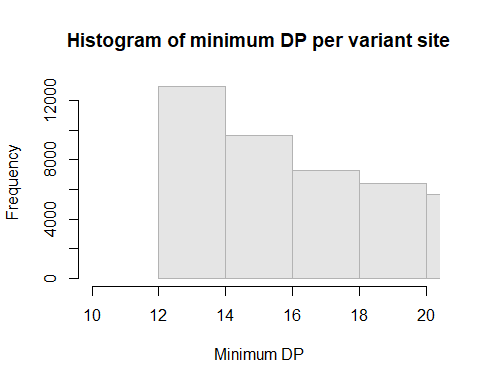 Histogram of minimum DP per variant site
Frequency
12000
8000
4000
0
10 12 14 16 18 20
Minimum DP